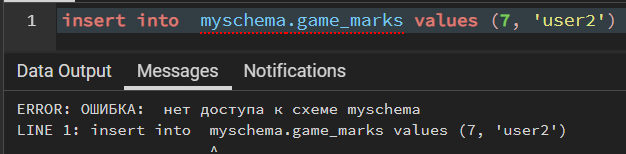 1 insert into  myschema.game_marks values (7, 'user2')
Data Output Messages Notifications
ERROR: ОШИБКА:  нет доступа к схеме myschema
LINE 1: insert into  myschema.game_marks values (7, 'user2')
^